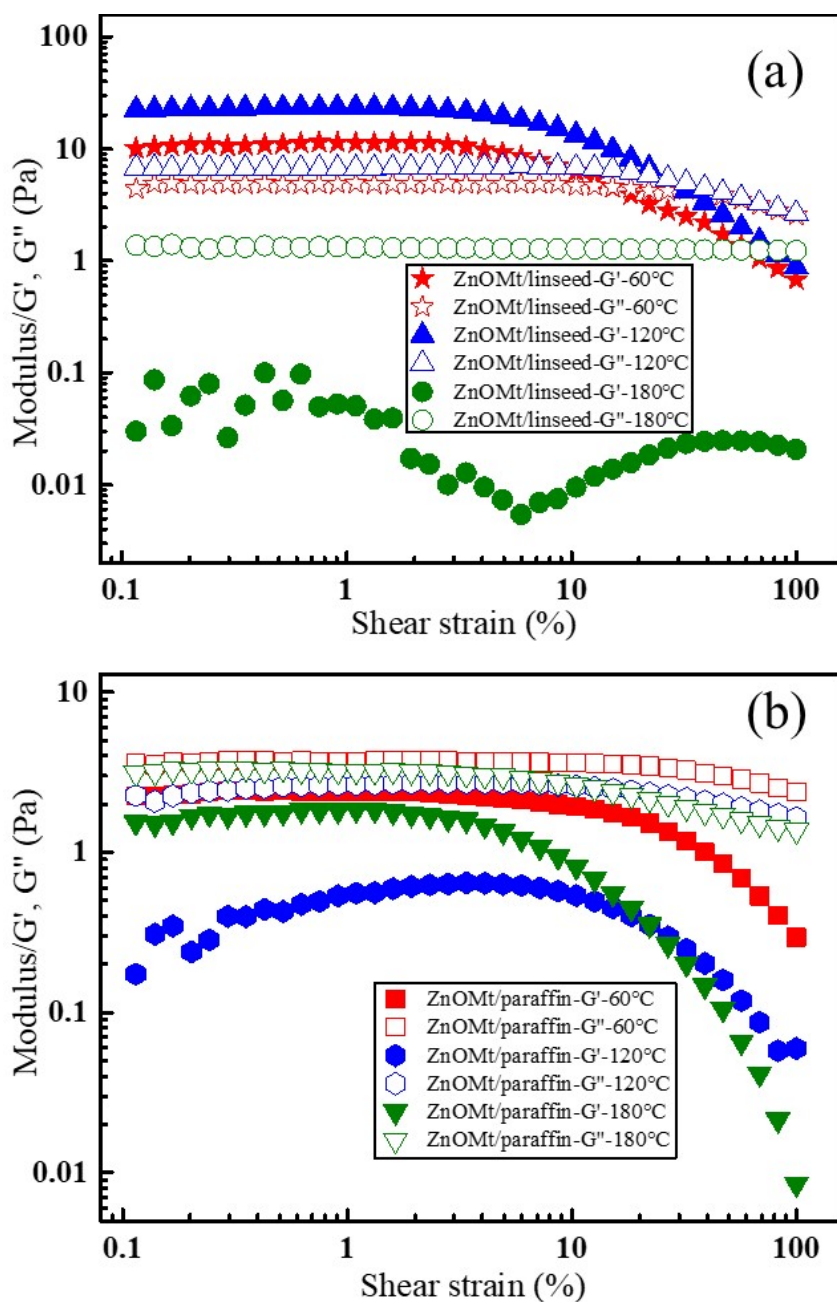 (a)
Modulus/G', G" (Pa)
100
10
1
0.1
0.01
ZnOMt/linseed-G'-60°C
ZnOMt/linseed-G"-60°C
ZnOMt/linseed-G'-120°C
ZnOMt/linseed-G"-120°C
ZnOMt/linseed-G'-180°C
ZnOMt/linseed-G"-180°C
0.1 1 10 100
Shear strain (%)
(b)
Modulus/G', G" (Pa)
10
1
0.1
0.01
ZnOMt/paraffin-G'-60°C
ZnOMt/paraffin-G"-60°C
ZnOMt/paraffin-G'-120°C
ZnOMt/paraffin-G"-120°C
ZnOMt/paraffin-G'-180°C
ZnOMt/paraffin-G"-180°C
0.1 1 10 100
Shear strain (%)